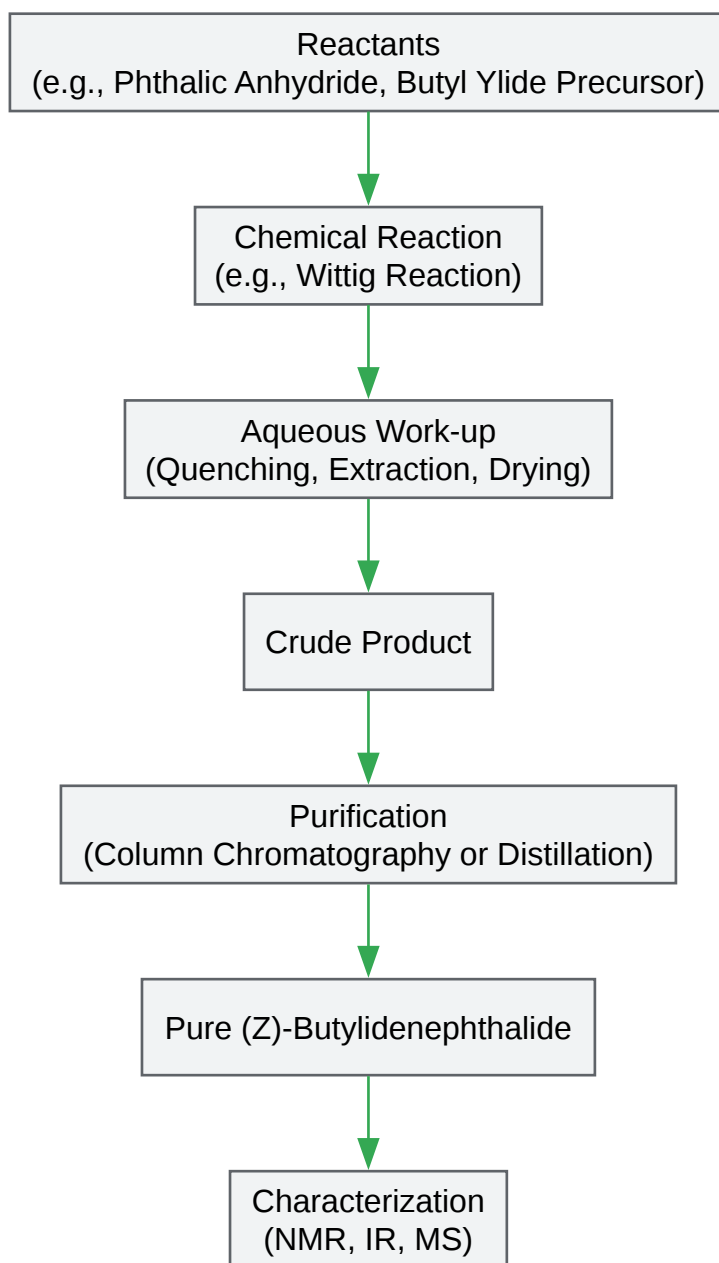 Reactants
(e.g., Phthalic Anhydride, Butyl Ylide Precursor)
Chemical Reaction
(e.g., Wittig Reaction)
Aqueous Work-up
(Quenching, Extraction, Drying)
Crude Product
Purification
(Column Chromatography or Distillation)
Pure (Z)-Butylidenephthalide
Characterization
(NMR, IR, MS)